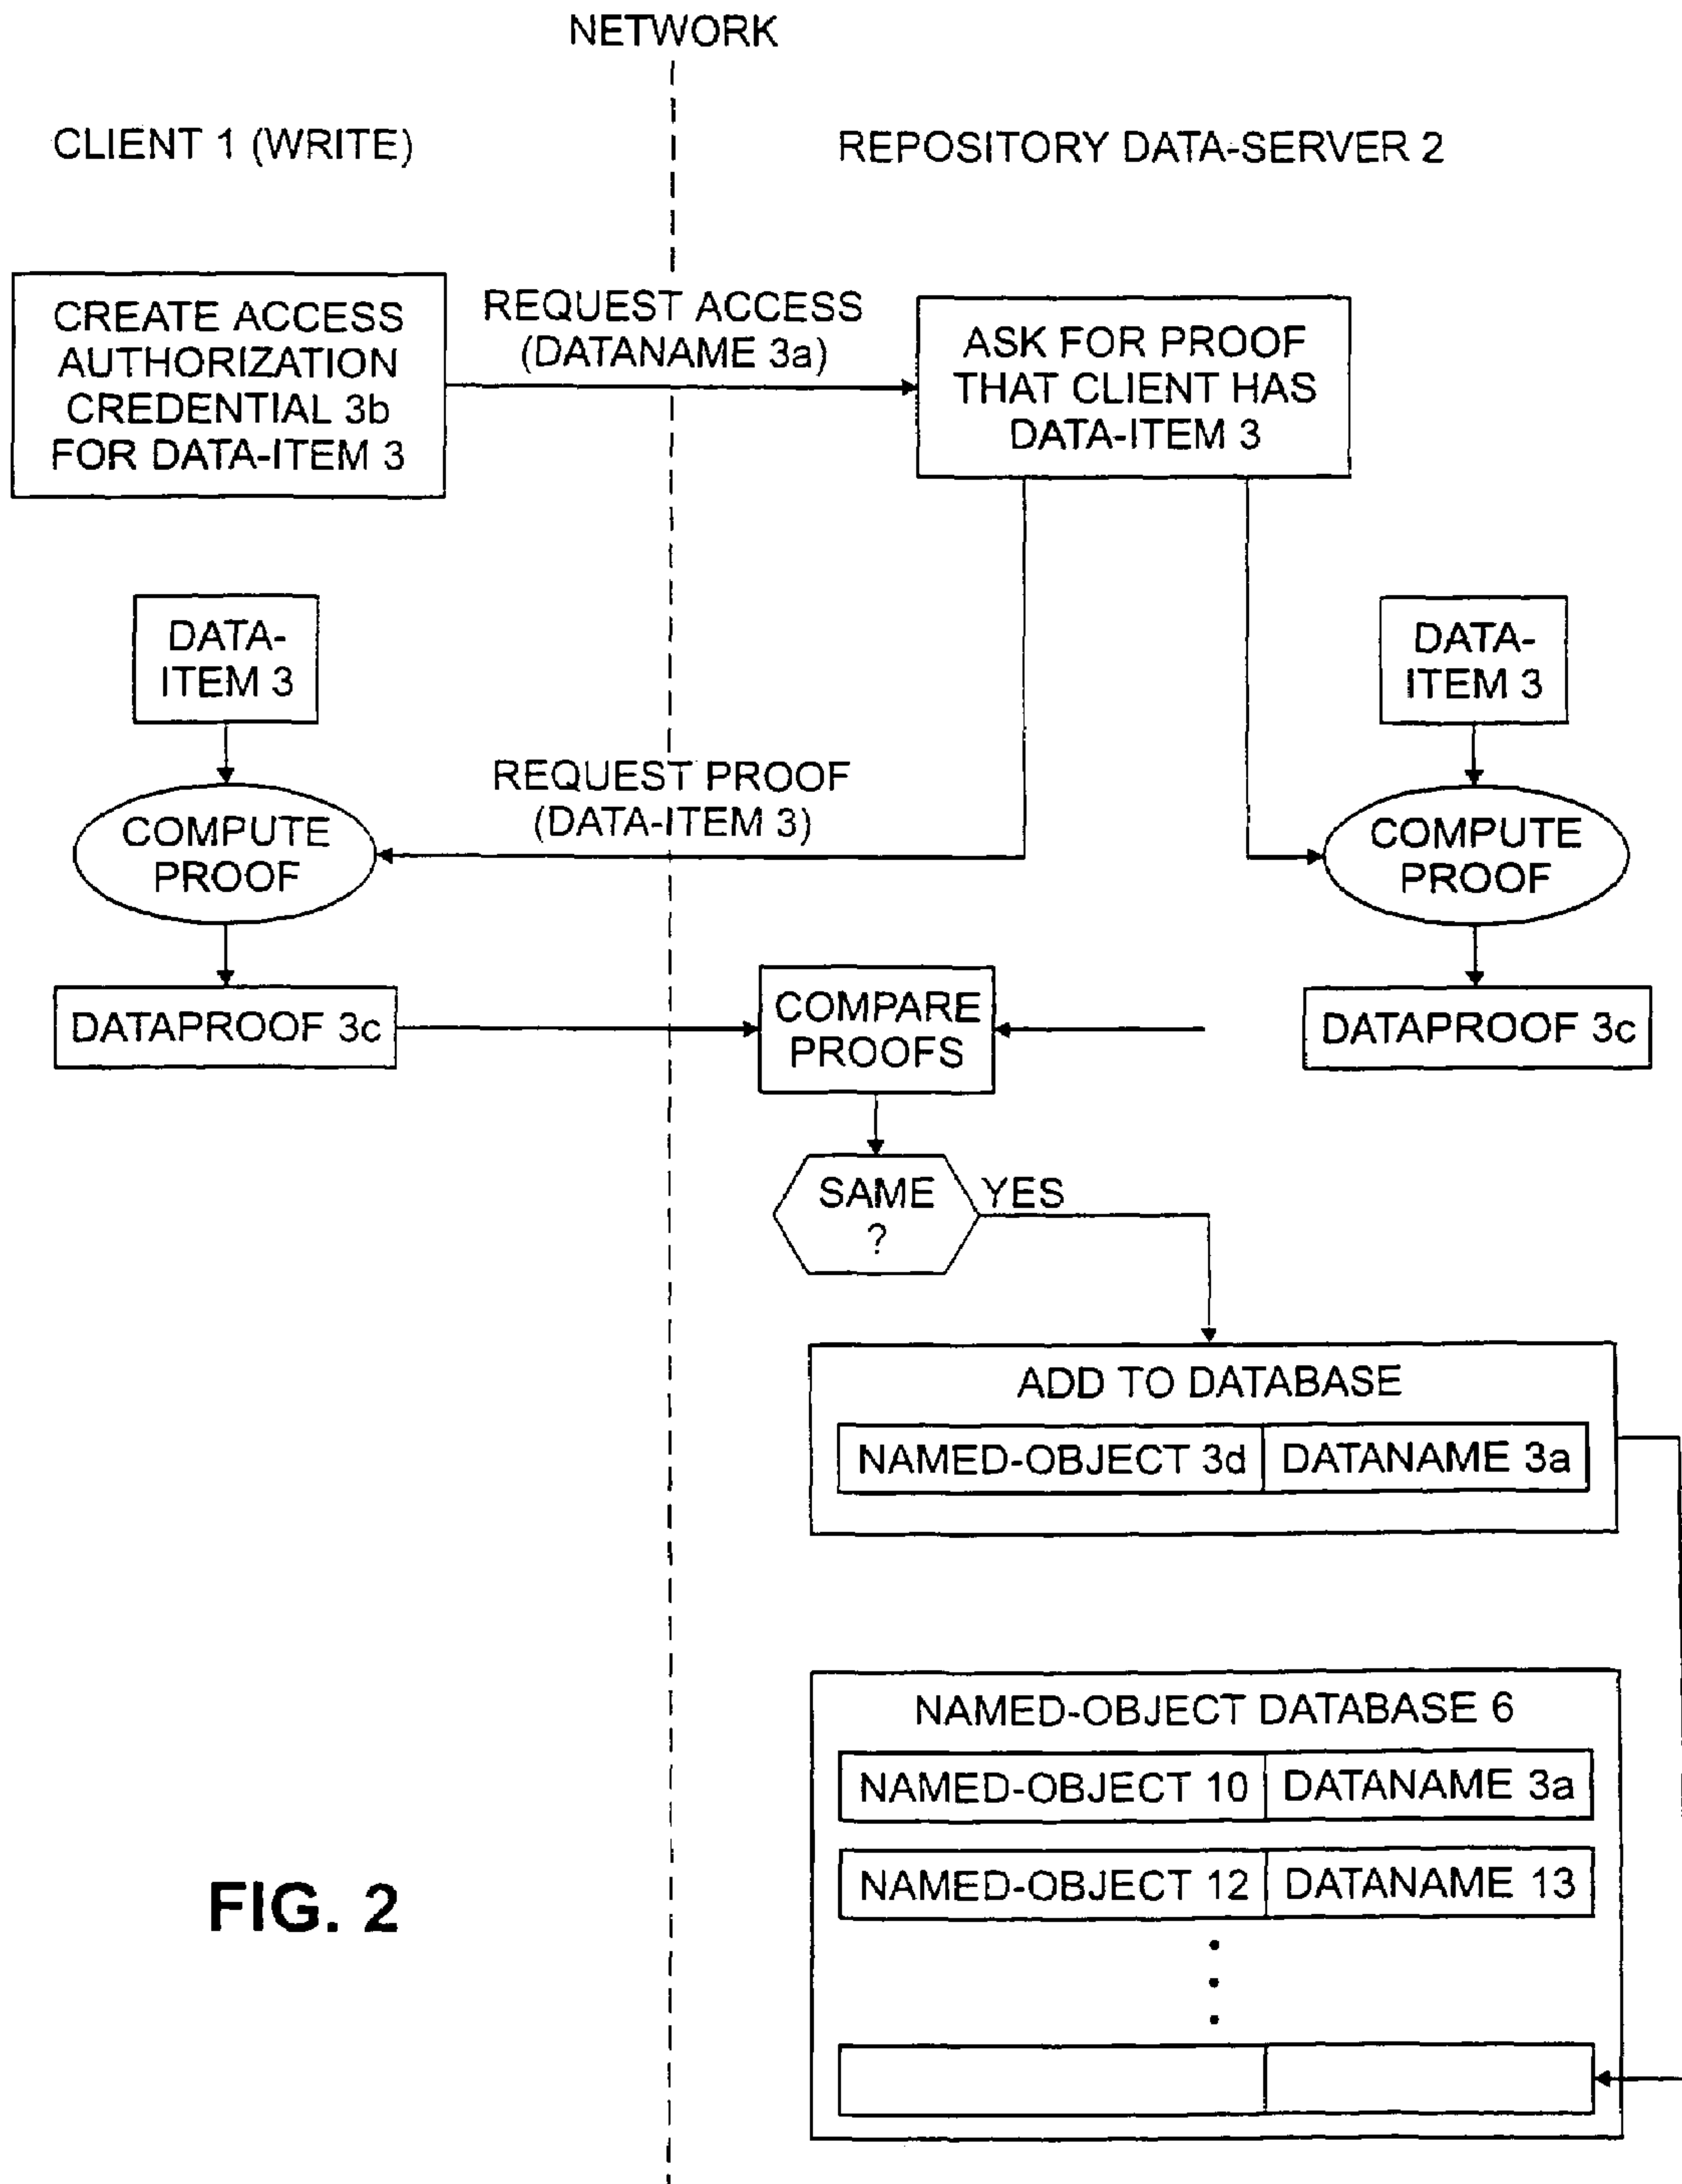 NETWORK
CLIENT 1 (WRITE)
REPOSITORY DATA-SERVER 2
CREATE ACCESS
AUTHORIZATION
CREDENTIAL 3b
FOR DATA-ITEM 3
REQUEST ACCESS
(DATANAME 3a)
ASK FOR PROOF
THAT CLIENT HAS
DATA-ITEM 3
DATA-
ITEM 3
DATA-
ITEM 3
REQUEST PROOF
(DATA-ITEM 3)
COMPUTE
PROOF
COMPUTE
PROOF
DATAPROOF 3c
COMPARE
PROOFS
DATAPROOF 3c
SAME
?
YES
ADD TO DATABASE
NAMED-OBJECT 3d
DATANAME 3a
NAMED-OBJECT DATABASE 6
NAMED-OBJECT 10
DATANAME 3a
NAMED-OBJECT 12
DATANAME 13
FIG. 2